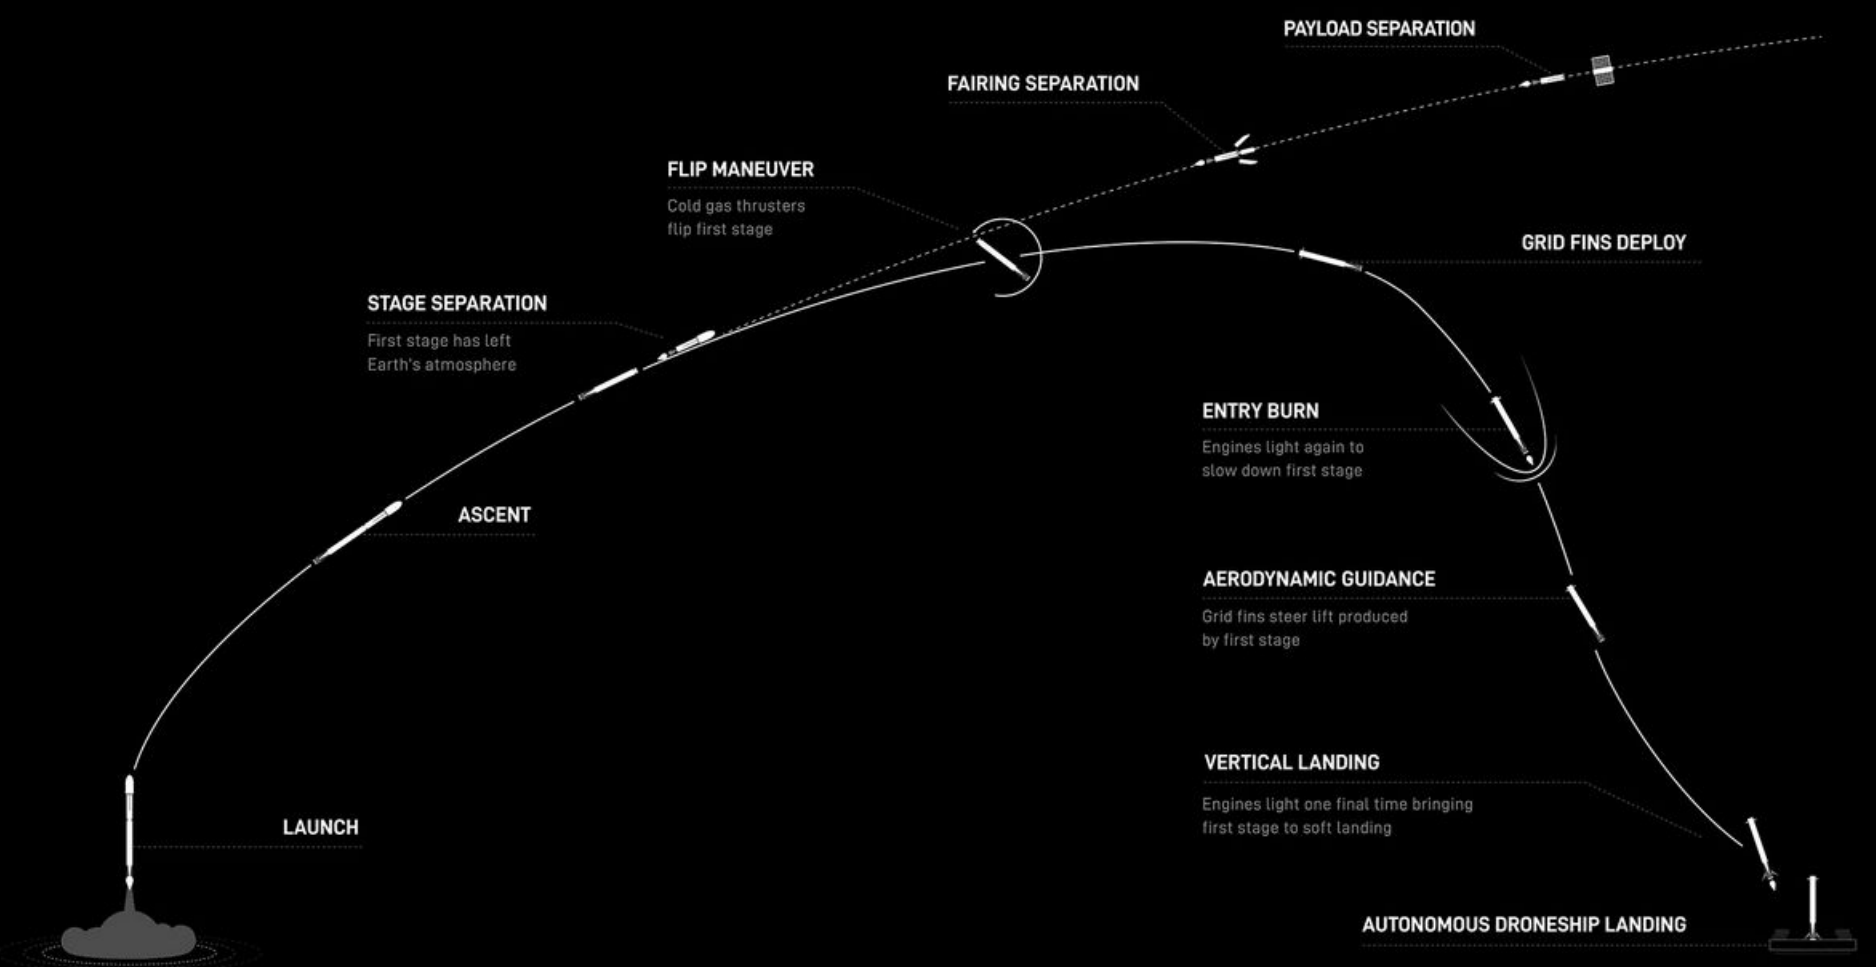 PAYLOAD SEPARATION
FAIRING SEPARATION
FLIP MANEUVER
Cold gas thrusters
flip first stage
GRID FINS DEPLOY
STAGE SEPARATION
First stage has left
Earth's atmosphere
ENTRY BURN
Engines light again to
slow down first stage
ASCENT
AERODYNAMIC GUIDANCE
Grid fins steer lift produced
by first stage
VERTICAL LANDING
Engines light one final time bringing
first stage to soft landing
LAUNCH
AUTONOMOUS DRONESHIP LANDING